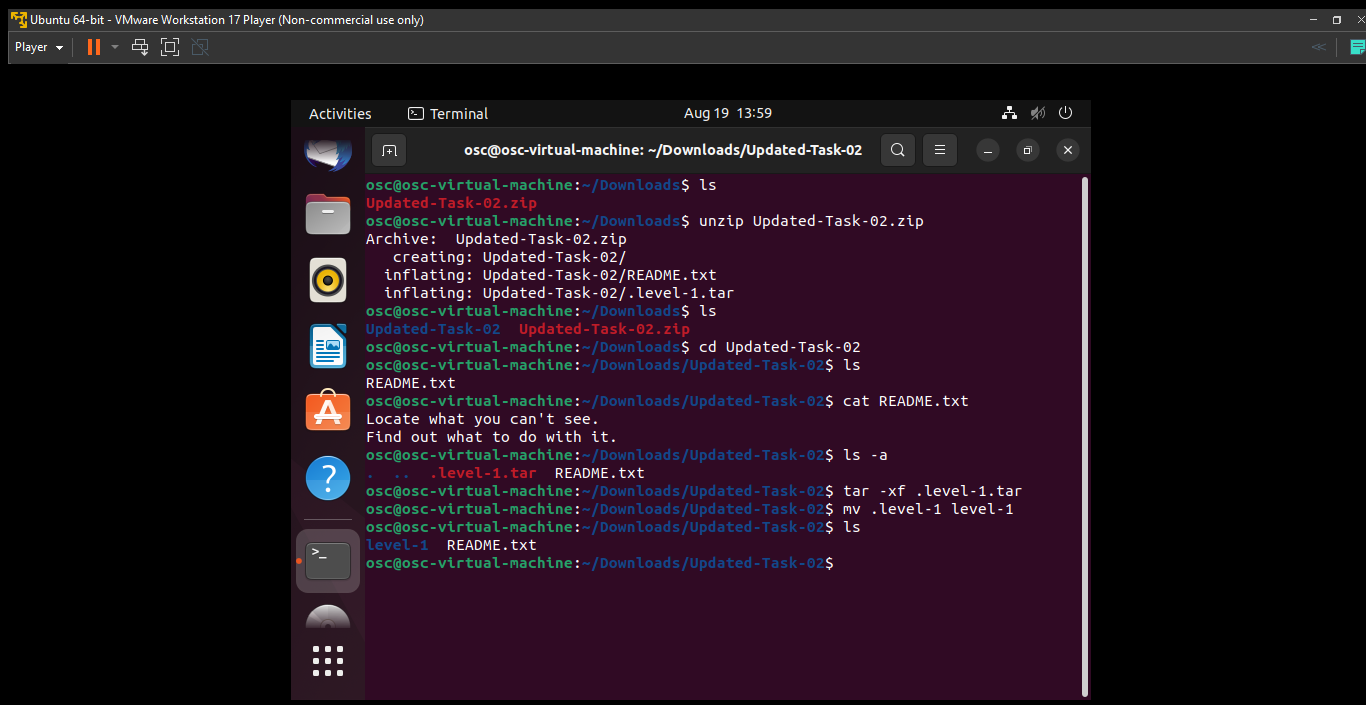 Ubuntu 64-bit - VMware Workstation 17 Player (Non-commercial use only)
Player
Activities
Terminal
Aug 19 13:59
osc@osc-virtual-machine: ~/Downloads/Updated-Task-02
osc@osc-virtual-machine:~/Downloads$ ls
Updated-Task-02.zip
osc@osc-virtual-machine:~/Downloads$ unzip Updated-Task-02.zip
Archive:  Updated-Task-02.zip
   creating: Updated-Task-02/
  inflating: Updated-Task-02/README.txt
  inflating: Updated-Task-02/.level-1.tar
osc@osc-virtual-machine:~/Downloads$ ls
Updated-Task-02  Updated-Task-02.zip
osc@osc-virtual-machine:~/Downloads$ cd Updated-Task-02
osc@osc-virtual-machine:~/Downloads/Updated-Task-02$ ls
README.txt
osc@osc-virtual-machine:~/Downloads/Updated-Task-02$ cat README.txt
Locate what you can't see.
Find out what to do with it.
osc@osc-virtual-machine:~/Downloads/Updated-Task-02$ ls -a
.  ..  .level-1.tar  README.txt
osc@osc-virtual-machine:~/Downloads/Updated-Task-02$ tar -xf .level-1.tar
osc@osc-virtual-machine:~/Downloads/Updated-Task-02$ mv .level-1 level-1
osc@osc-virtual-machine:~/Downloads/Updated-Task-02$ ls
level-1  README.txt
osc@osc-virtual-machine:~/Downloads/Updated-Task-02$